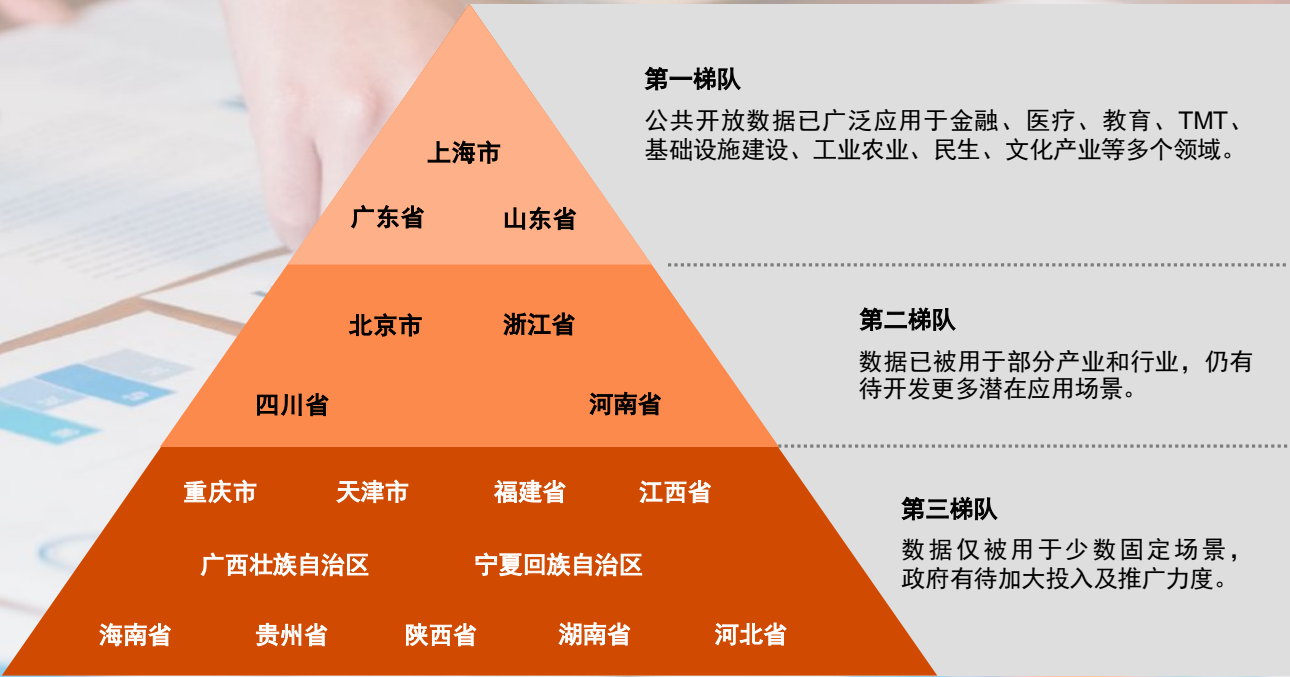 第一梯队
公共开放数据已广泛应用于金融、医疗、教育、TMT、
基础设施建设、工业农业、民生、文化产业等多个领域。
上海市
广东省 山东省
第二梯队
数据已被用于部分产业和行业，仍有
待开发更多潜在应用场景。
北京市 浙江省
四川省 河南省
第三梯队
数据仅被用于少数固定场景，
政府有待加大投入及推广力度。
重庆市 天津市 福建省 江西省
广西壮族自治区 宁夏回族自治区
海南省 贵州省 陕西省 湖南省 河北省